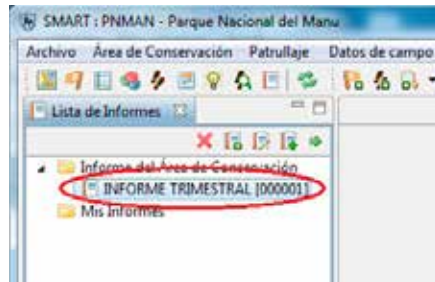 SMART : PNMAN - Parque Nacional del Manu
Archivo Área de Conservación Patrullaje Datos de campo
Lista de Informes
Informe del Área de Conservación
INFORME TRIMESTRAL [000001]
Mis Informes